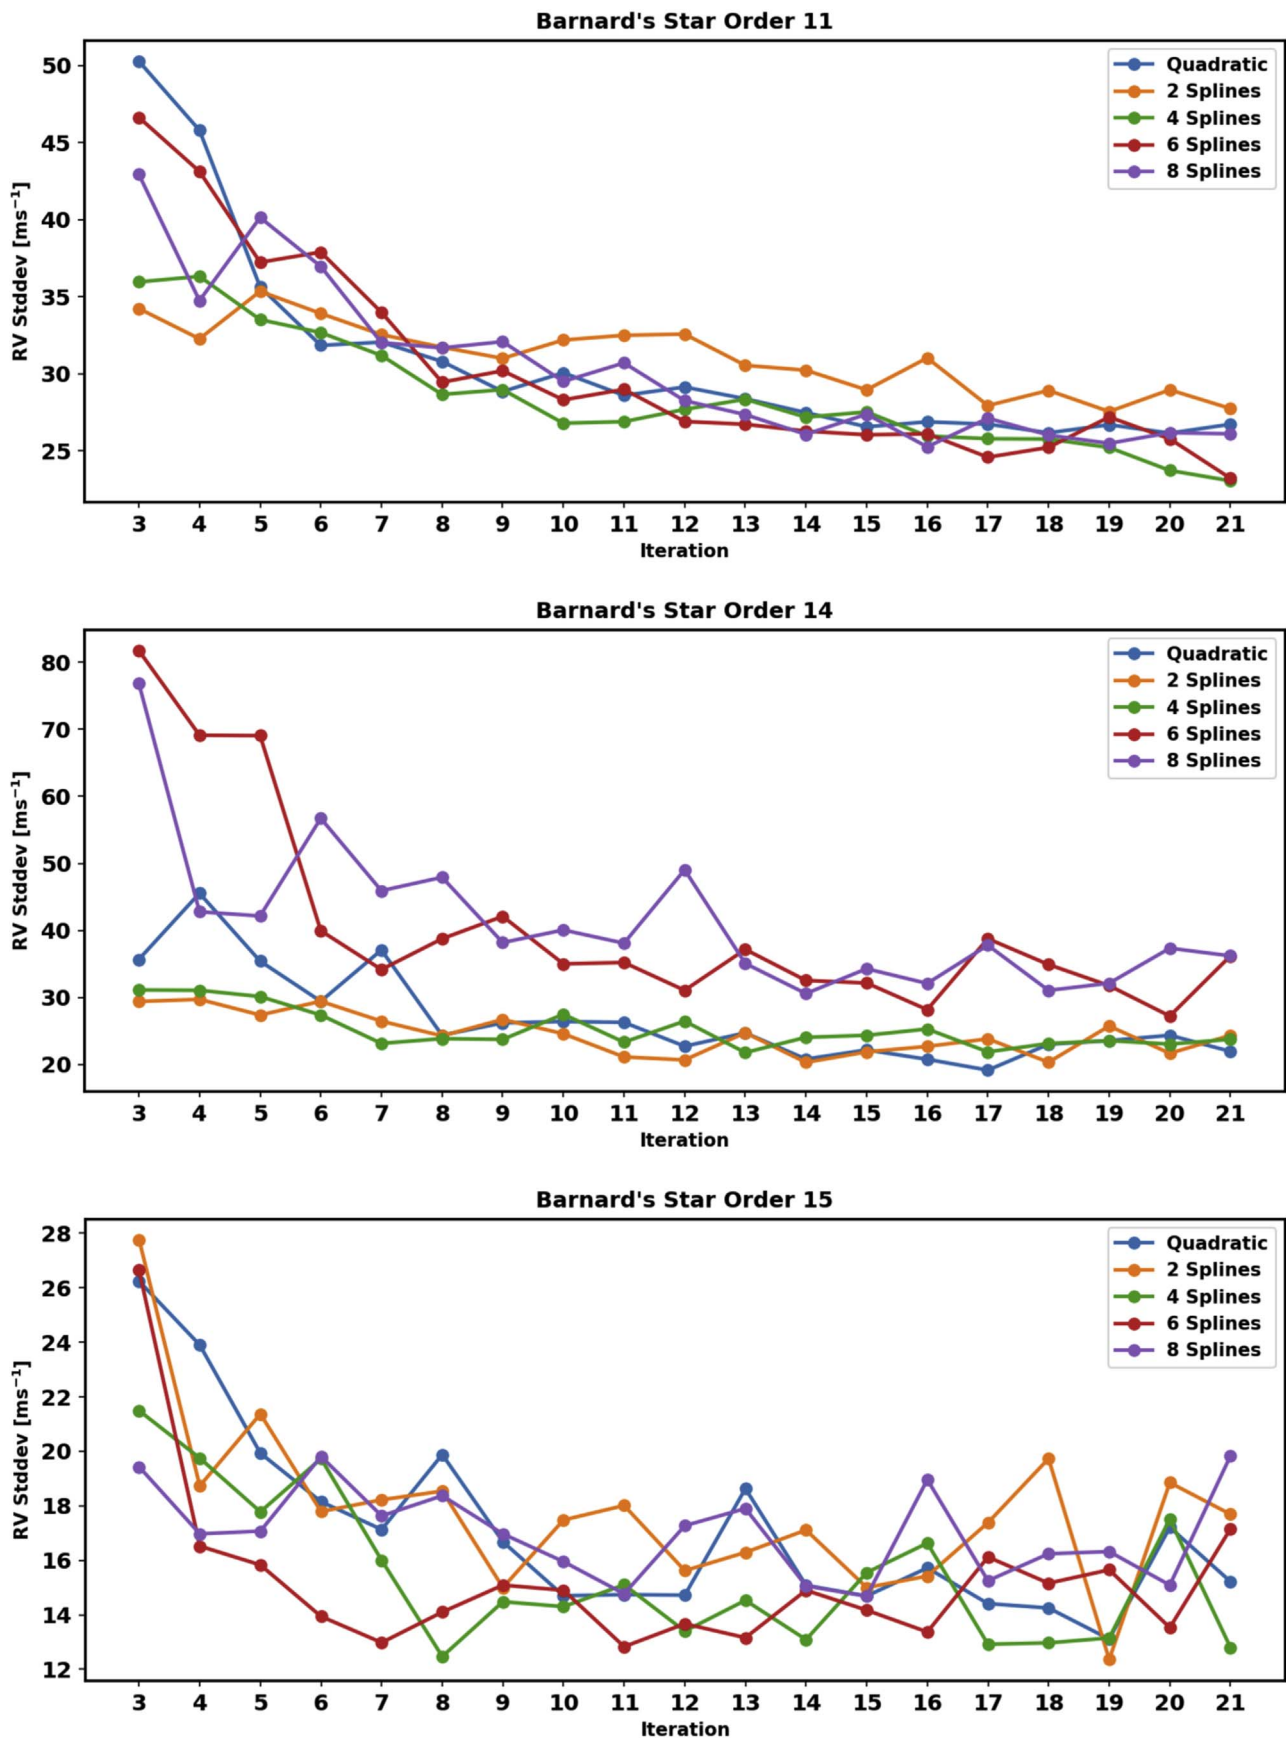 Barnard's Star Order 11
RV Stddev [ms⁻¹]
50
45
40
35
30
25
Quadratic
2 Splines
4 Splines
6 Splines
8 Splines
3 4 5 6 7 8 9 10 11 12 13 14 15 16 17 18 19 20 21
Iteration
Barnard's Star Order 14
RV Stddev [ms⁻¹]
80
70
60
50
40
30
20
Quadratic
2 Splines
4 Splines
6 Splines
8 Splines
3 4 5 6 7 8 9 10 11 12 13 14 15 16 17 18 19 20 21
Iteration
Barnard's Star Order 15
RV Stddev [ms⁻¹]
28
26
24
22
20
18
16
14
12
Quadratic
2 Splines
4 Splines
6 Splines
8 Splines
3 4 5 6 7 8 9 10 11 12 13 14 15 16 17 18 19 20 21
Iteration